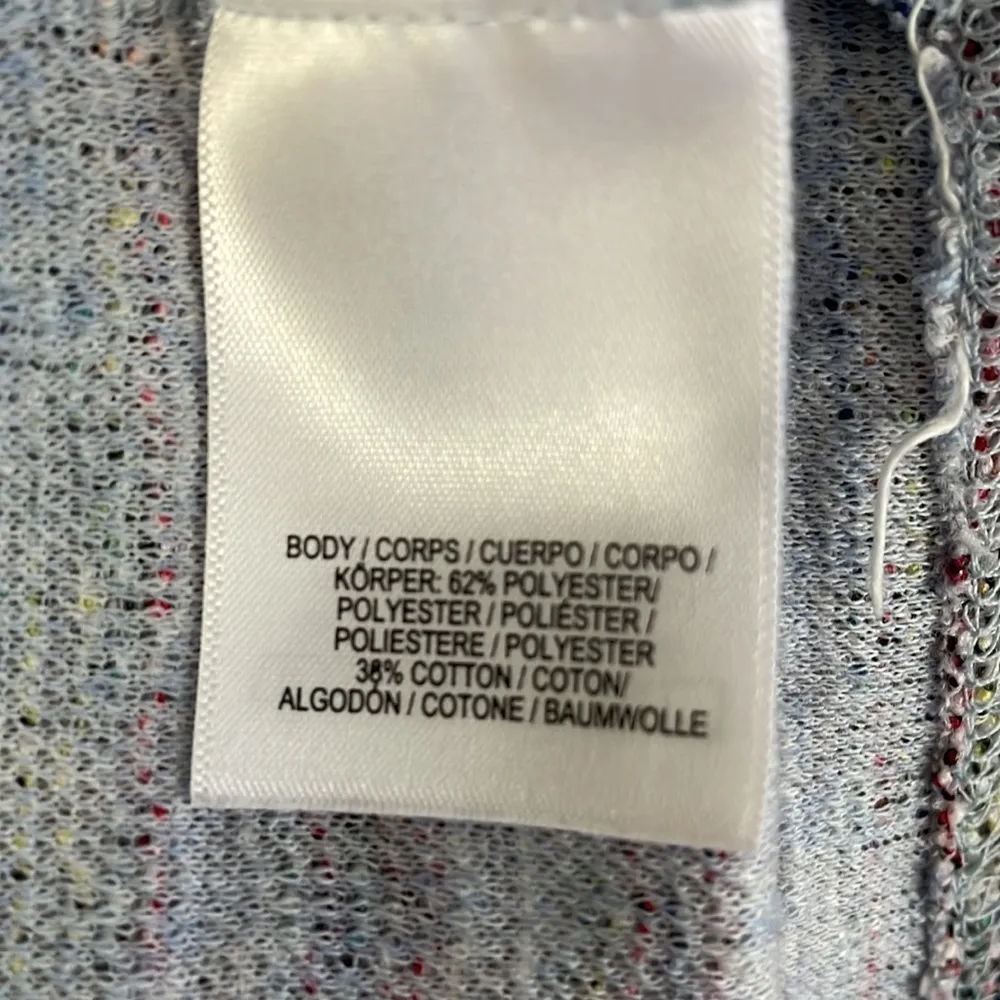 BODY / CORPS / CUERPO / CORPO /
KÖRPER: 62% POLYESTER/
POLYESTER / POLIÉSTER /
POLIESTERE / POLYESTER
38% COTTON / COTON/
ALGODÓN / COTONE / BAUMWOLLE